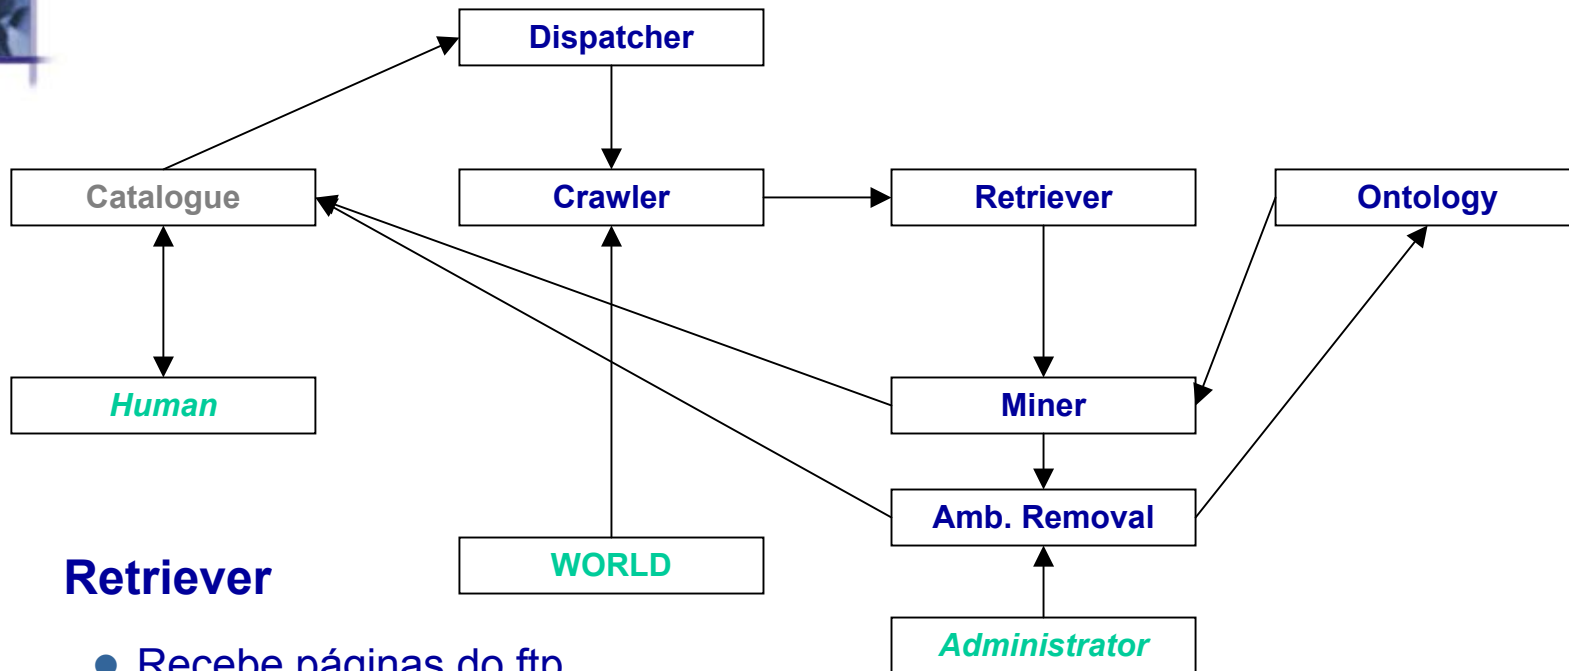 Dispatcher
Catalogue
Crawler
Retriever
Ontology
Human
Miner
Amb. Removal
WORLD
Retriever
Administrator
Recebe páginas do ftp